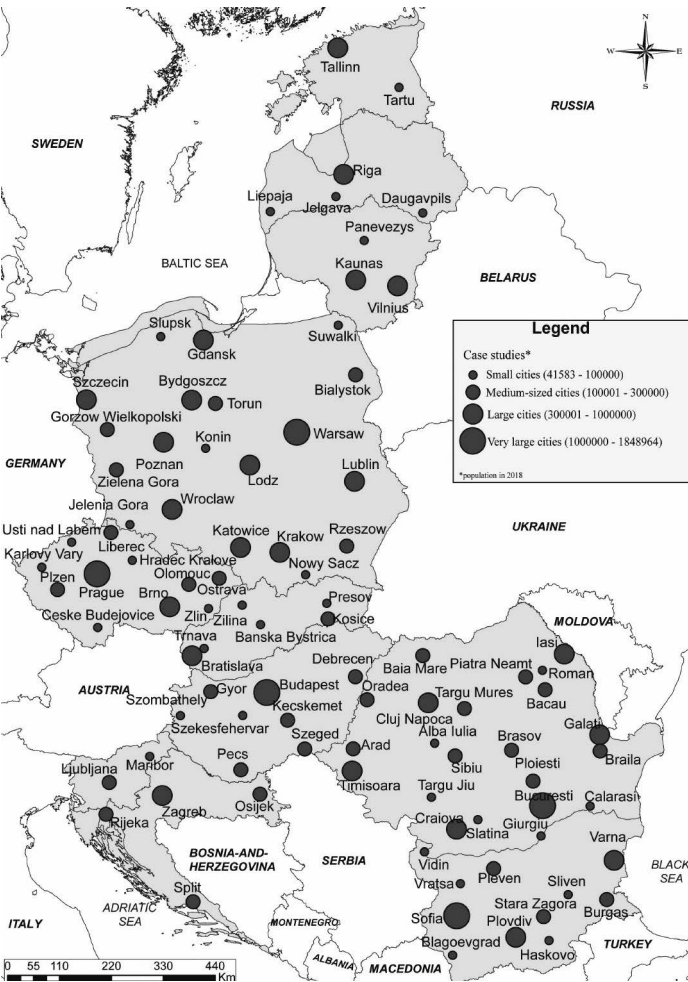 N
W
E
S
Tallinn
Tartu
RUSSIA
SWEDEN
Riga
Liepaja
Jelgava
Daugavpils
Panevezys
BALTIC SEA
Kaunas
BELARUS
Vilnius
Slupsk
Suwalki
Gdansk
Legend
Case studies*
Small cities (41583 - 100000)
Medium-sized cities (100001 - 300000)
Large cities (300001 - 1000000)
Very large cities (1000000 - 1848964)
*population in 2018
Szczecin
Bydgoszcz
Bialystok
Torun
Gorzow Wielkopolski
Konin
Warsaw
GERMANY
Poznan
Zielena Gora
Lodz
Lublin
Jelenia Gora
Wroclaw
Usti nad Labem
Liberec
Katowice
Krakow
Rzeszow
UKRAINE
Karlovy Vary
Hradec Kralove
Nowy Sacz
Plzen
Olomouc
Prague
Brno
Ostrava
Presov
Ceske Budejovice
Zlin
Zilina
Kosice
MOLDOVA
Trnava
Banska Bystrica
Iasi
Bratislava
Debrecen
Baia Mare
Piatra Neamt
Roman
AUSTRIA
Gyor
Budapest
Oradea
Targu Mures
Bacau
Szombathely
Kecskemet
Cluj Napoca
Szekesfehervar
Szeged
Alba Iulia
Brasov
Galati
Ljubljana
Maribor
Pecs
Arad
Sibiu
Ploiesti
Braila
Timisoara
Targu Jiu
Bucuresti
Calarasi
Zagreb
Osijek
Rijeka
Craiova
Slatina
Giurgiu
BOSNIA-AND-
HERZEGOVINA
SERBIA
Vidin
Varna
BLACK
SEA
Vratsa
Pleven
Sliven
Split
Stara Zagora
ADRIATIC
SEA
Sofia
Plovdiv
Burgas
ITALY
MONTENEGRO
Blagoevgrad
Haskovo
TURKEY
ALBANIA
MACEDONIA
0 55 110 220 330 440
Km